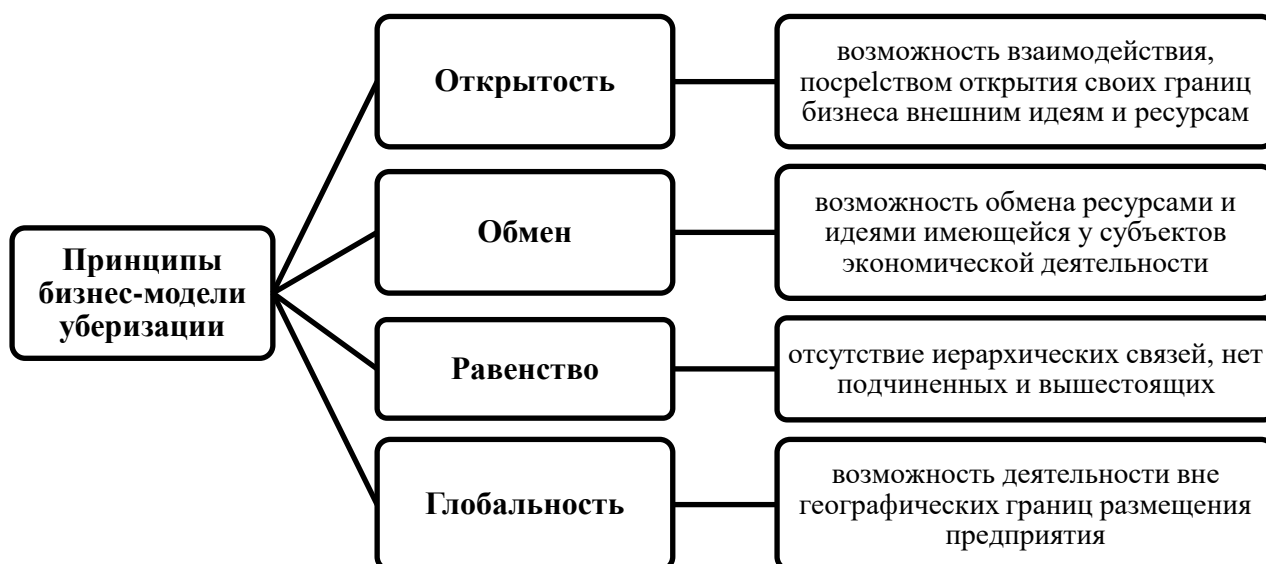 Принципы
бизнес-модели
уберизации
Открытость
возможность взаимодействия,
посреlством открытия своих границ
бизнеса внешним идеям и ресурсам
Обмен
возможность обмена ресурсами и
идеями имеющейся у субъектов
экономической деятельности
Равенство
отсутствие иерархических связей, нет
подчиненных и вышестоящих
Глобальность
возможность деятельности вне
географических границ размещения
предприятия